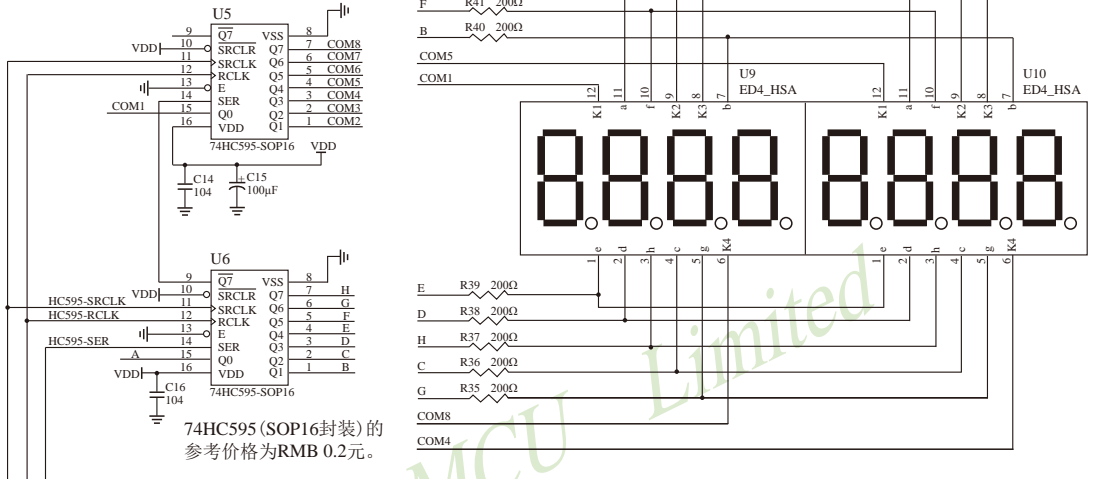 F R41 200Ω
B R40 200Ω
COM5
COM1
U5
9 Q7 VSS 8
VDD 10 SRCLR Q7 7 COM8
11 SRCLK Q6 6 COM7
12 RCLK Q5 5 COM6
13 E Q4 4 COM5
14 SER Q3 3 COM4
COM1 15 Q0 Q2 2 COM3
16 VDD Q1 1 COM2
74HC595-SOP16 VDD
C14 104
+ C15 100μF
U9
ED4_HSA
12 11 10 9 8 7
K1 a f K2 K3 b
e d h c g K4
1 2 3 4 5 6
U10
ED4_HSA
12 11 10 9 8 7
K1 a f K2 K3 b
e d h c g K4
1 2 3 4 5 6
U6
9 Q7 VSS 8
VDD 10 SRCLR Q7 7 H
HC595-SRCLK 11 SRCLK Q6 6 G
HC595-RCLK 12 RCLK Q5 5 F
13 E Q4 4 E
HC595-SER 14 SER Q3 3 D
A 15 Q0 Q2 2 C
VDD 16 VDD Q1 1 B
74HC595-SOP16
C16 104
E R39 200Ω
D R38 200Ω
H R37 200Ω
C R36 200Ω
G R35 200Ω
COM8
COM4
74HC595(SOP16封装)的
参考价格为RMB 0.2元。
MCU Limited